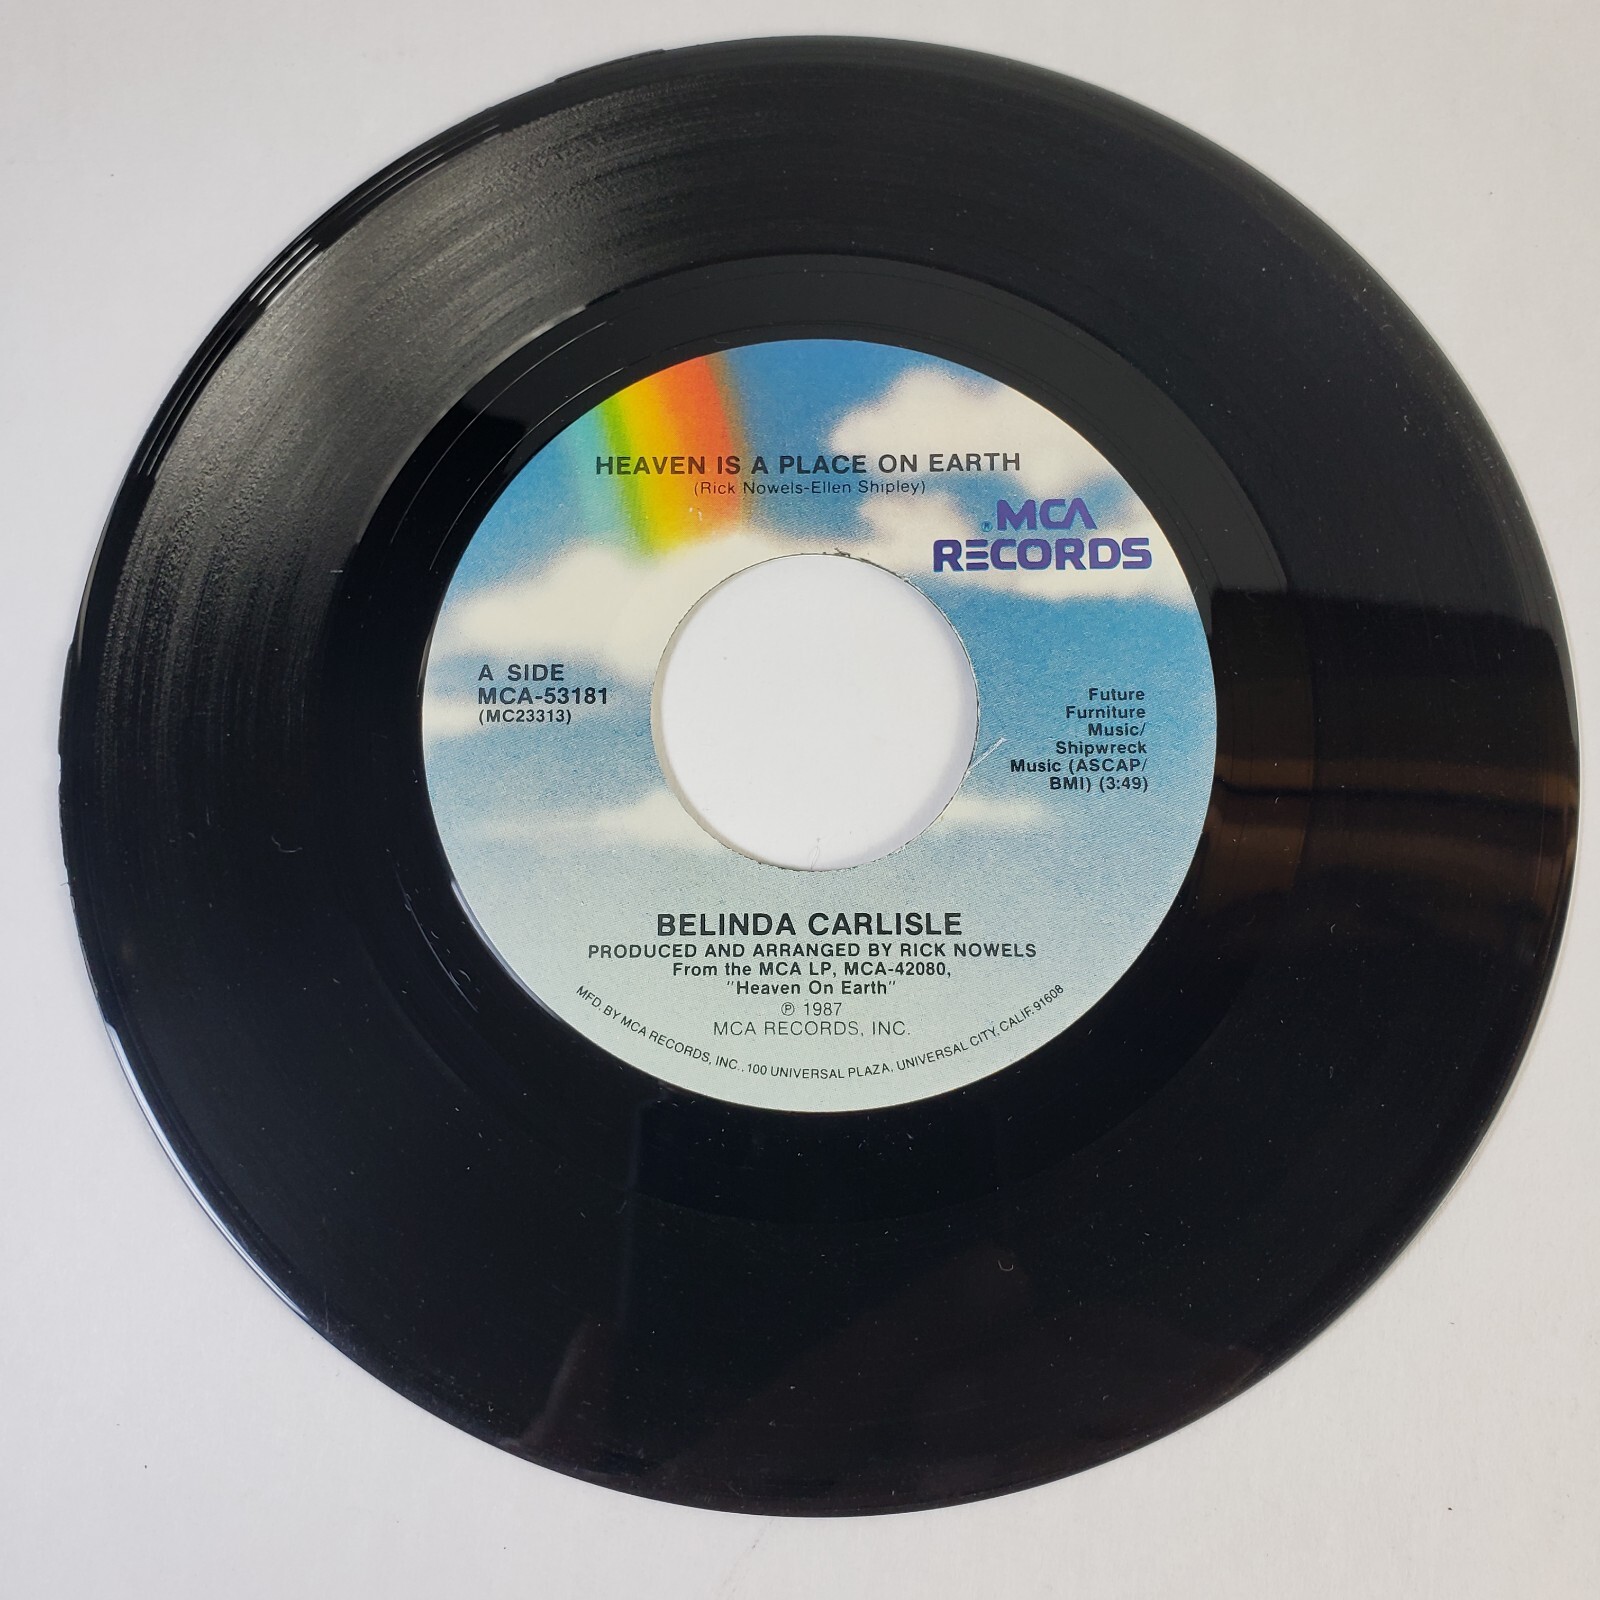 HEAVEN IS A PLACE ON EARTH
(Rick Nowels-Ellen Shipley)
®MCA
RECORDS
A SIDE
MCA-53181
(MC23313)
Future
Furniture
Music/
Shipwreck
Music (ASCAP/
BMI) (3:49)
BELINDA CARLISLE
PRODUCED AND ARRANGED BY RICK NOWELS
From the MCA LP, MCA-42080,
"Heaven On Earth"
℗ 1987
MCA RECORDS, INC.
MFD. BY MCA RECORDS, INC., 100 UNIVERSAL PLAZA, UNIVERSAL CITY, CALIF. 91608